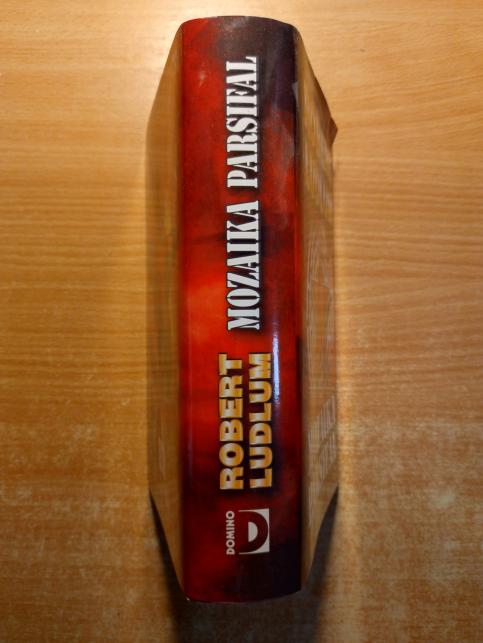 ROBERT
LUDLUM
MOZAIKA PARSIFAL
DOMINO
D